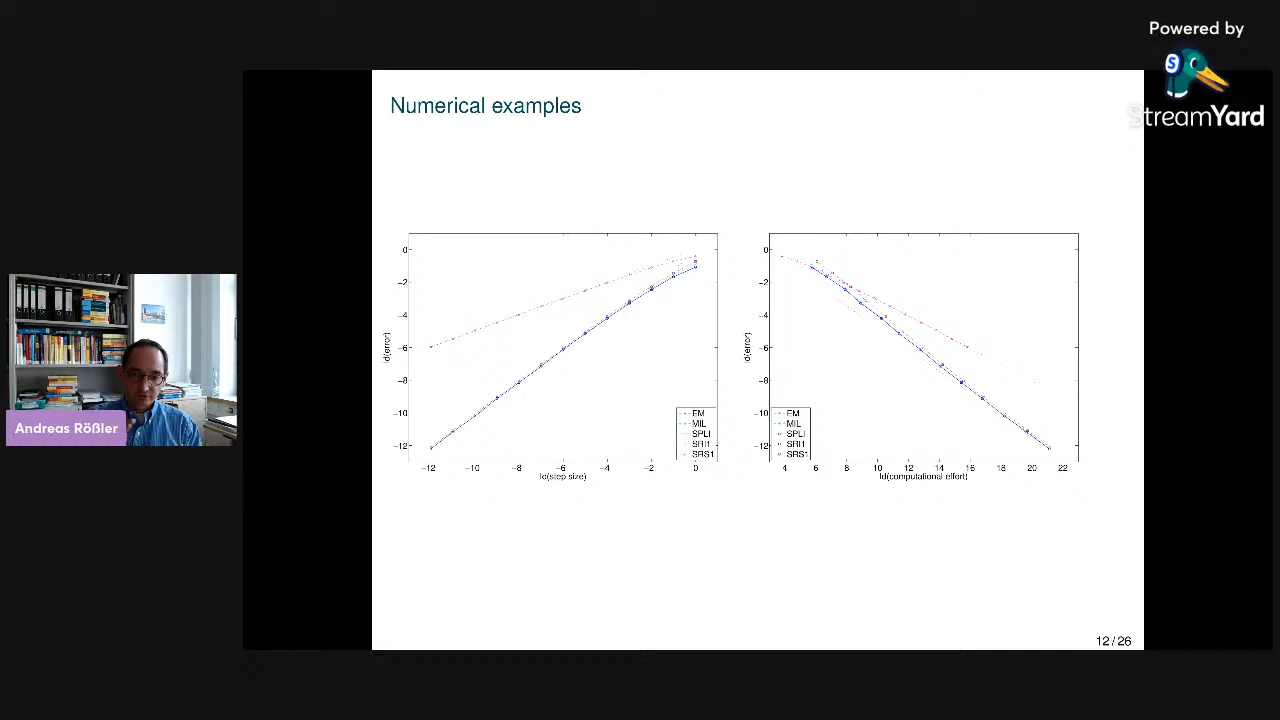 Powered by
StreamYard
Numerical examples
0
−2
−4
−6
−8
−10
−12
ld(error)
−12 −10 −8 −6 −4 −2 0
ld(step size)
EM
MIL
SPLI
SRI1
SRS1
0
−2
−4
−6
−8
−10
−12
ld(error)
4 6 8 10 12 14 16 18 20 22
ld(computational effort)
EM
MIL
SPLI
SRI1
SRS1
Andreas Rößler
12 / 26